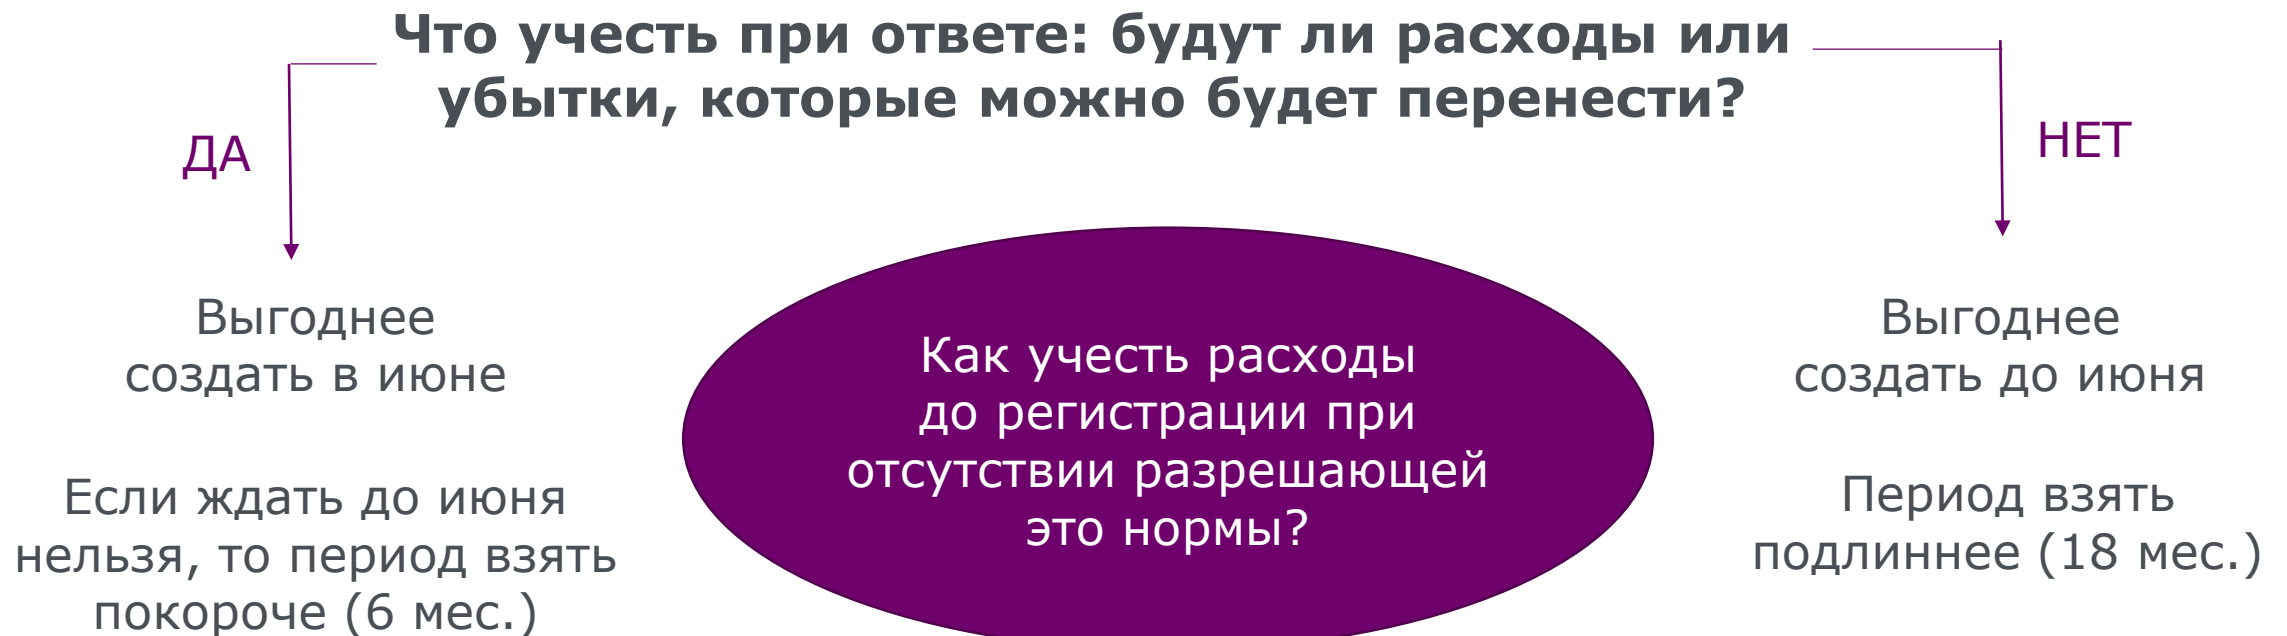 Что учесть при ответе: будут ли расходы или
убытки, которые можно будет перенести?
ДА
НЕТ
Выгоднее
создать в июне
Если ждать до июня
нельзя, то период взять
покороче (6 мес.)
Как учесть расходы
до регистрации при
отсутствии разрешающей
это нормы?
Выгоднее
создать до июня
Период взять
подлиннее (18 мес.)